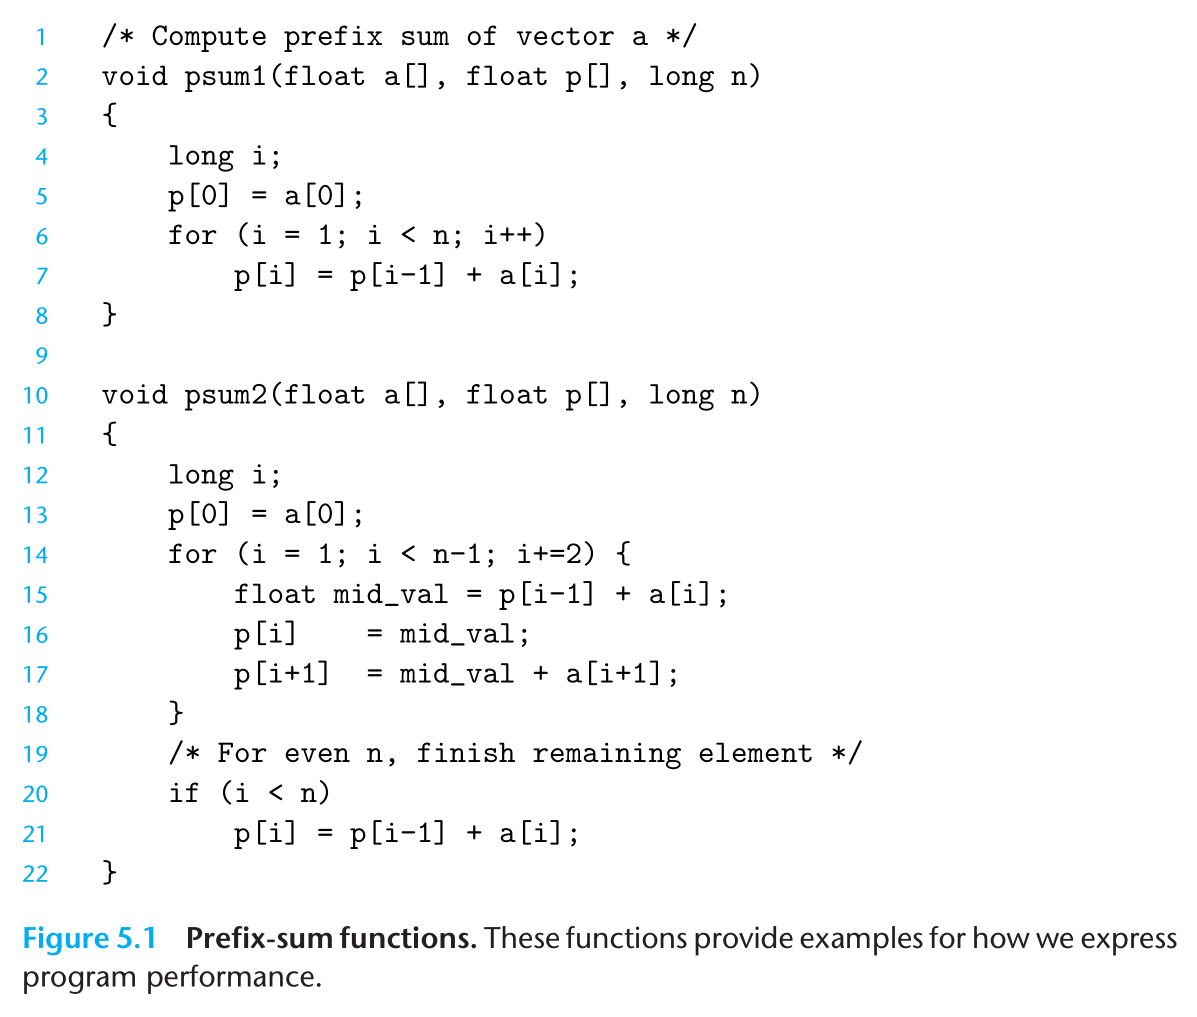 1 /* Compute prefix sum of vector a */
2 void psum1(float a[], float p[], long n)
3 {
4     long i;
5     p[0] = a[0];
6     for (i = 1; i < n; i++)
7         p[i] = p[i-1] + a[i];
8 }
9
10 void psum2(float a[], float p[], long n)
11 {
12     long i;
13     p[0] = a[0];
14     for (i = 1; i < n-1; i+=2) {
15         float mid_val = p[i-1] + a[i];
16         p[i]    = mid_val;
17         p[i+1]  = mid_val + a[i+1];
18     }
19     /* For even n, finish remaining element */
20     if (i < n)
21         p[i] = p[i-1] + a[i];
22 }
Figure 5.1 Prefix-sum functions. These functions provide examples for how we express
program performance.